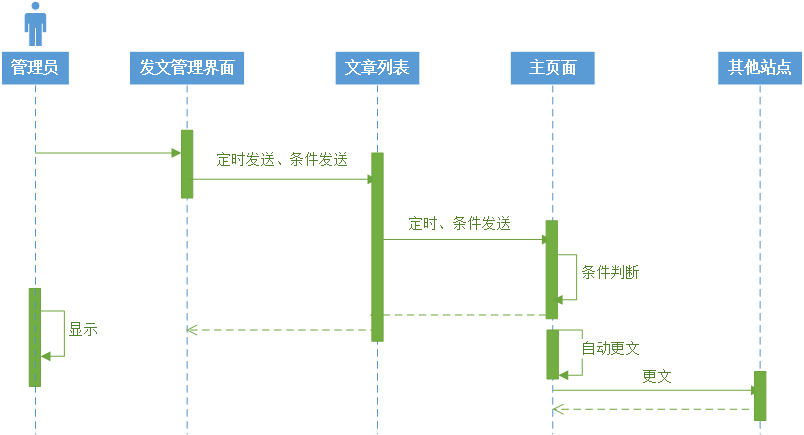 管理员
发文管理界面
文章列表
主页面
其他站点
定时发送、条件发送
定时、条件发送
条件判断
显示
自动更文
更文